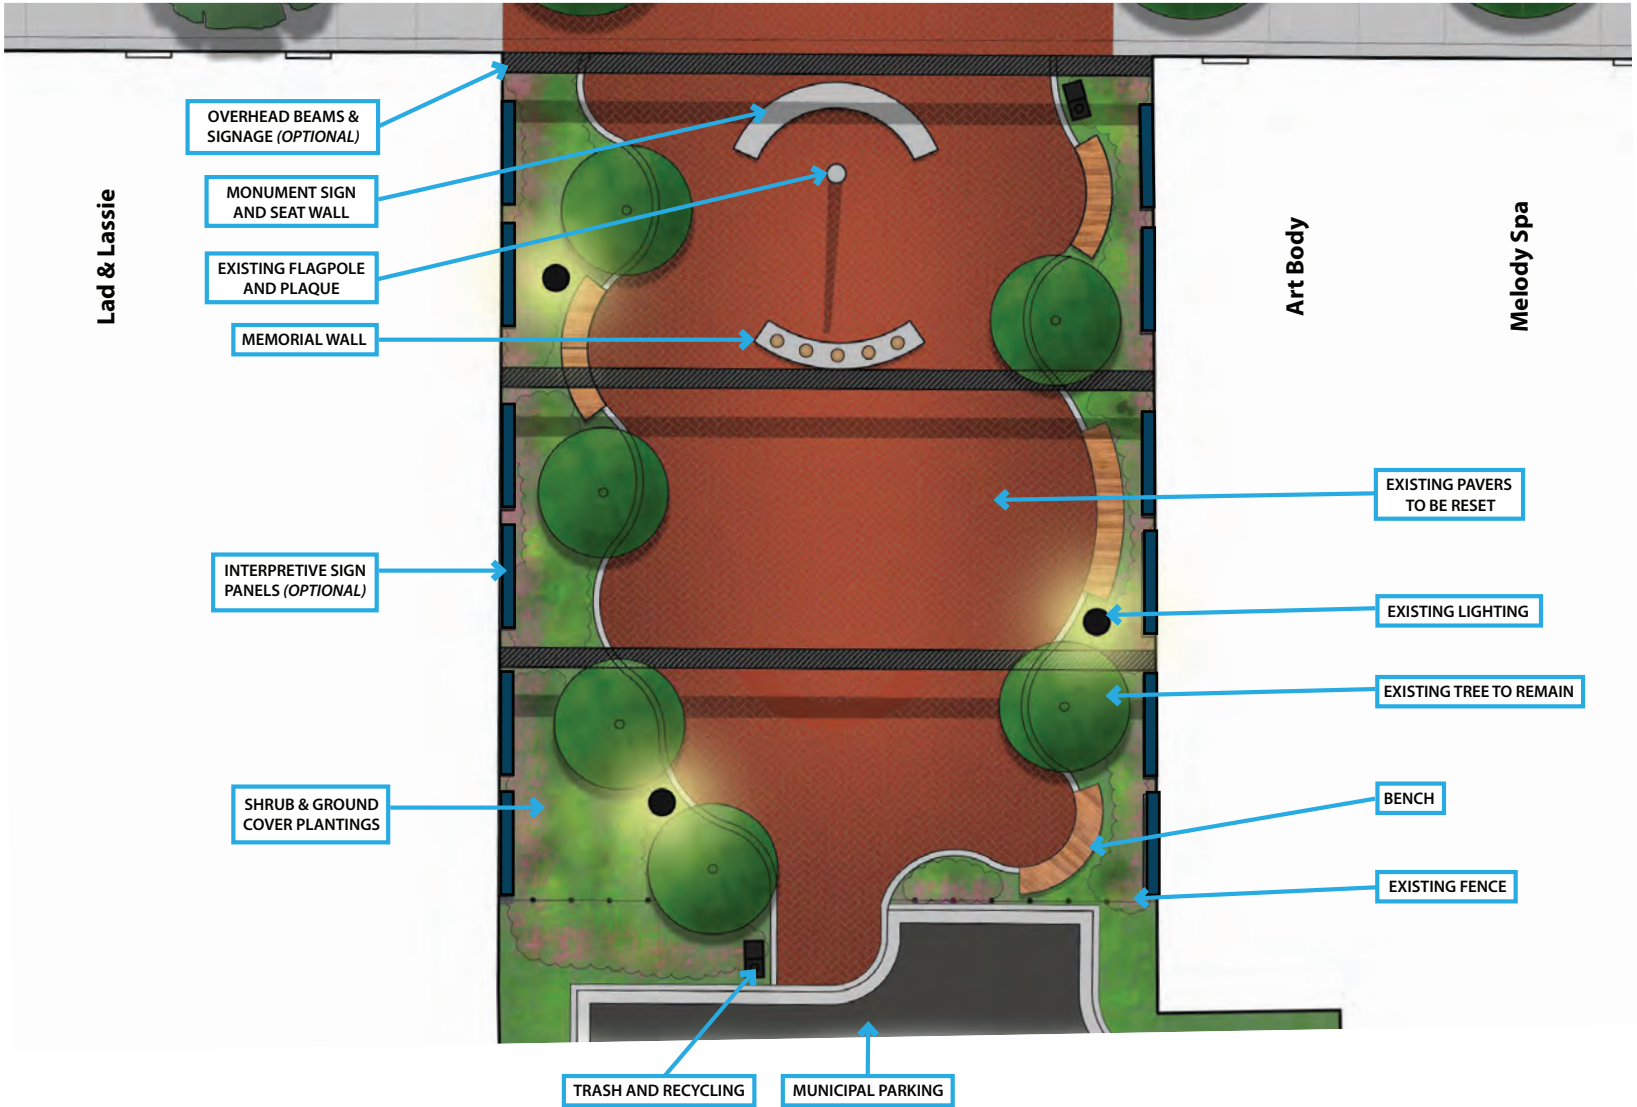 OVERHEAD BEAMS &
SIGNAGE (OPTIONAL)
MONUMENT SIGN
AND SEAT WALL
EXISTING FLAGPOLE
AND PLAQUE
MEMORIAL WALL
INTERPRETIVE SIGN
PANELS (OPTIONAL)
SHRUB & GROUND
COVER PLANTINGS
Lad & Lassie
Art Body
Melody Spa
EXISTING PAVERS
TO BE RESET
EXISTING LIGHTING
EXISTING TREE TO REMAIN
BENCH
EXISTING FENCE
TRASH AND RECYCLING
MUNICIPAL PARKING